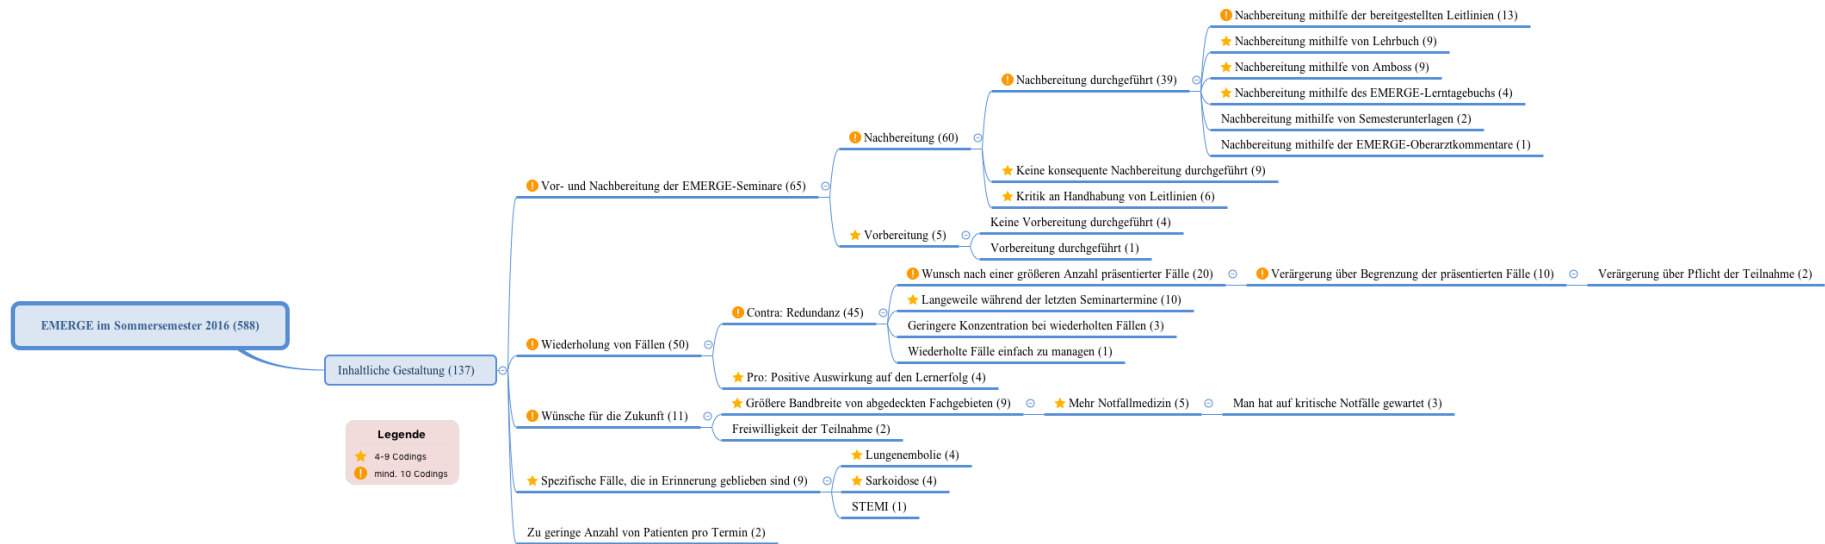 EMERGE im Sommersemester 2016 (588)
Inhaltliche Gestaltung (137)
Vor- und Nachbereitung der EMERGE-Seminare (65)
Nachbereitung (60)
Nachbereitung durchgeführt (39)
Nachbereitung mithilfe der bereitgestellten Leitlinien (13)
Nachbereitung mithilfe von Lehrbuch (9)
Nachbereitung mithilfe von Amboss (9)
Nachbereitung mithilfe des EMERGE-Lerntagebuchs (4)
Nachbereitung mithilfe von Semesterunterlagen (2)
Nachbereitung mithilfe der EMERGE-Oberarztkommentare (1)
Keine konsequente Nachbereitung durchgeführt (9)
Kritik an Handhabung von Leitlinien (6)
Vorbereitung (5)
Keine Vorbereitung durchgeführt (4)
Vorbereitung durchgeführt (1)
Wiederholung von Fällen (50)
Contra: Redundanz (45)
Wunsch nach einer größeren Anzahl präsentierter Fälle (20)
Verärgerung über Begrenzung der präsentierten Fälle (10)
Verärgerung über Pflicht der Teilnahme (2)
Langeweile während der letzten Seminartermine (10)
Geringere Konzentration bei wiederholten Fällen (3)
Wiederholte Fälle einfach zu managen (1)
Pro: Positive Auswirkung auf den Lernerfolg (4)
Wünsche für die Zukunft (11)
Größere Bandbreite von abgedeckten Fachgebieten (9)
Mehr Notfallmedizin (5)
Man hat auf kritische Notfälle gewartet (3)
Freiwilligkeit der Teilnahme (2)
Spezifische Fälle, die in Erinnerung geblieben sind (9)
Lungenembolie (4)
Sarkoidose (4)
STEMI (1)
Zu geringe Anzahl von Patienten pro Termin (2)
Legende
4-9 Codings
mind. 10 Codings